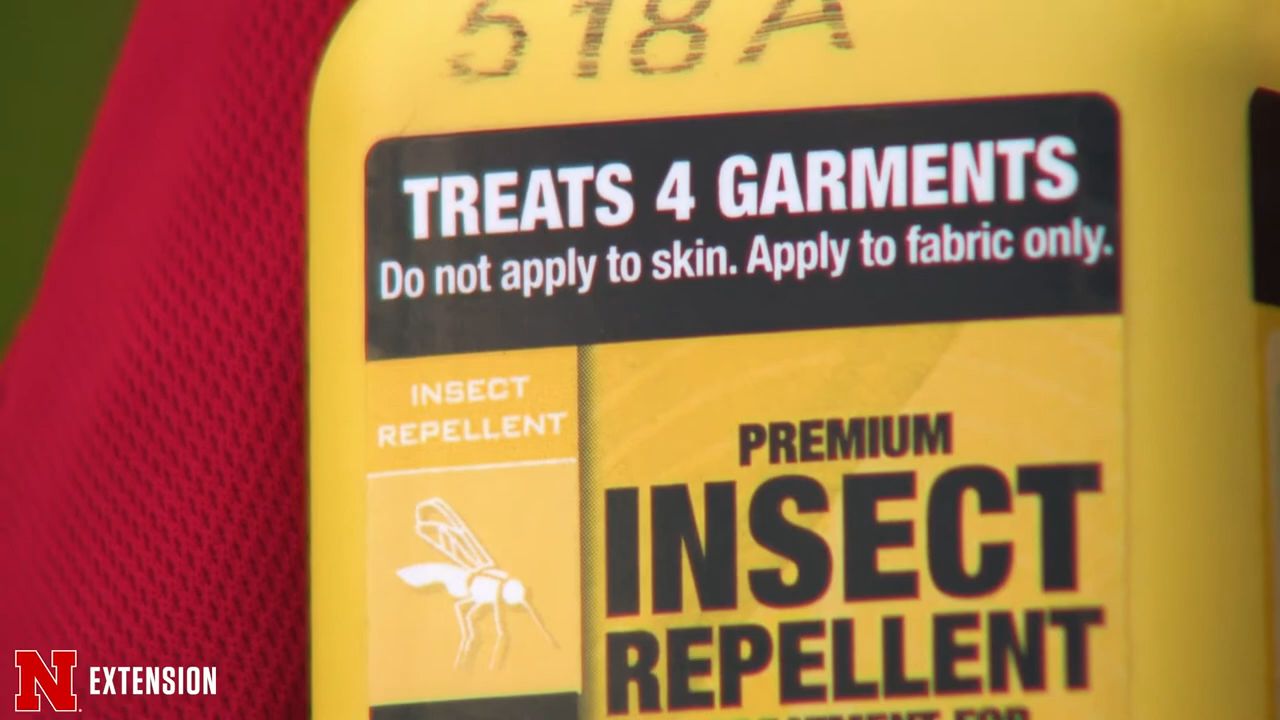 518A
TREATS 4 GARMENTS
Do not apply to skin. Apply to fabric only.
INSECT
REPELLENT
PREMIUM
INSECT
REPELLENT
N EXTENSION